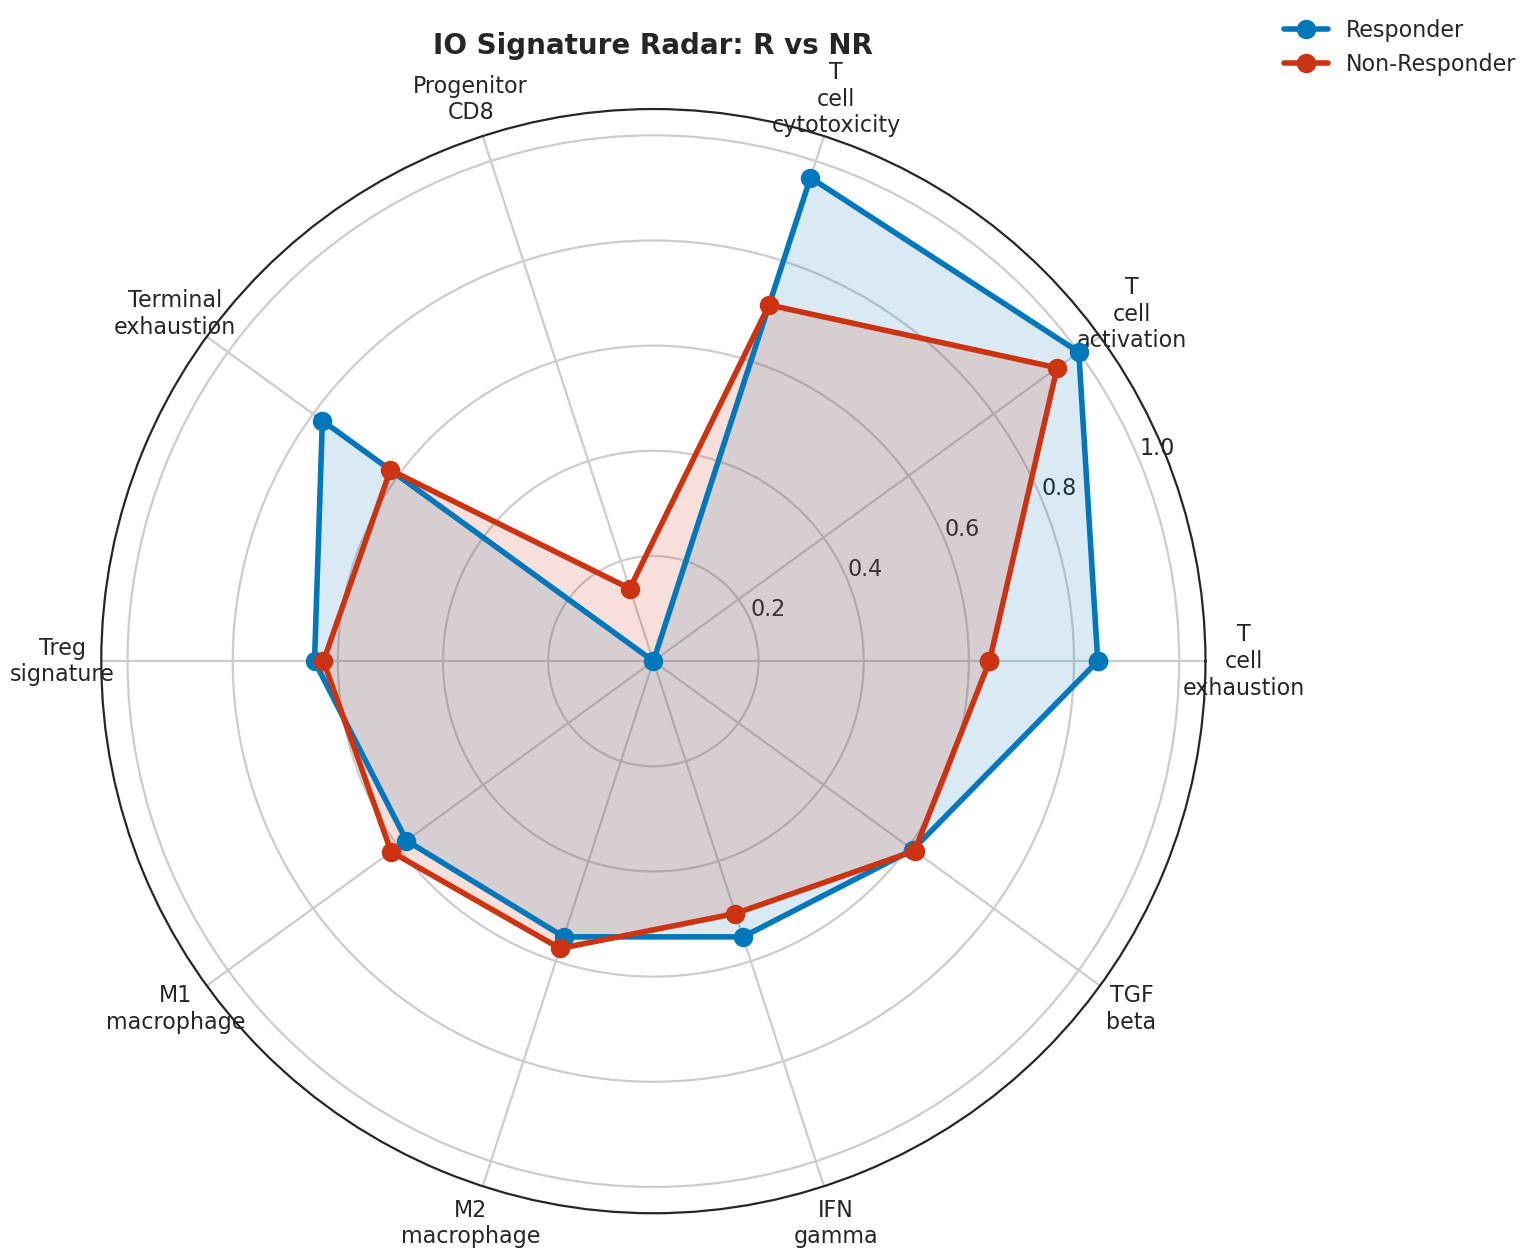 IO Signature Radar: R vs NR
Responder
Non-Responder
T
cell
cytotoxicity
Progenitor
CD8
Terminal
exhaustion
T
cell
activation
1.0
0.8
0.6
0.4
0.2
Treg
signature
T
cell
exhaustion
M1
macrophage
TGF
beta
M2
macrophage
IFN
gamma